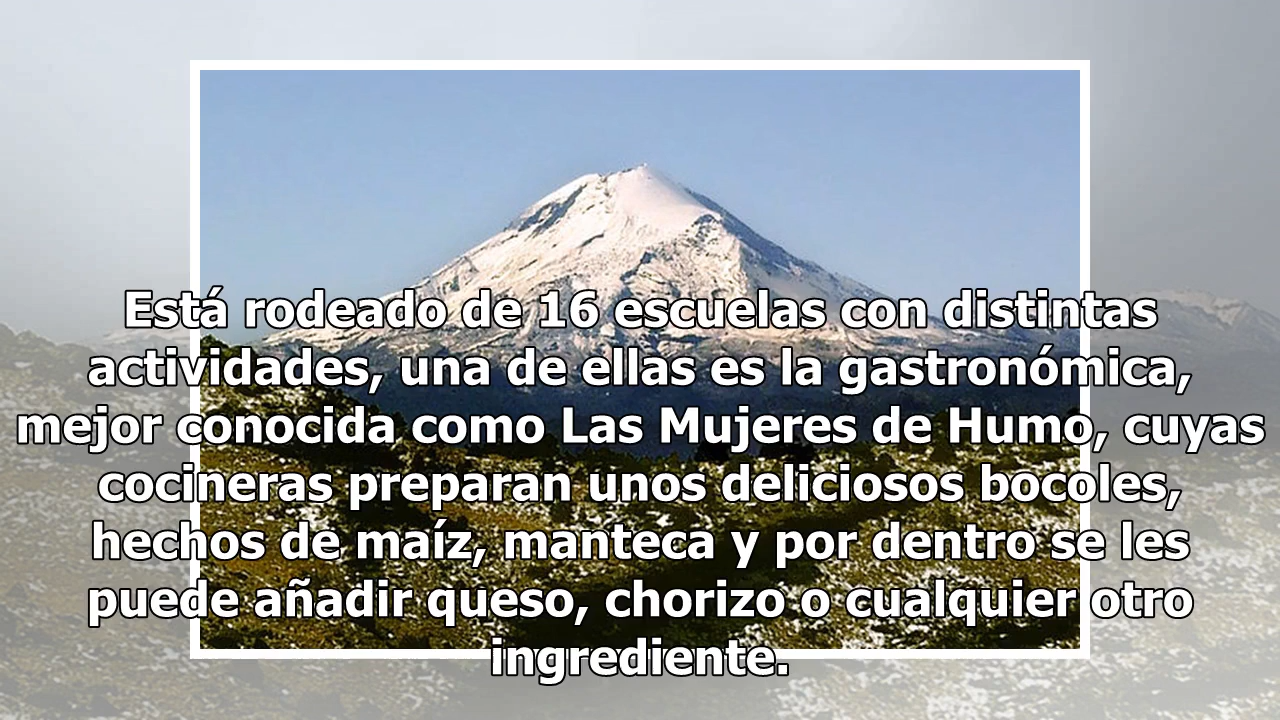 Está rodeado de 16 escuelas con distintas
actividades, una de ellas es la gastronómica,
mejor conocida como Las Mujeres de Humo, cuyas
cocineras preparan unos deliciosos bocoles,
hechos de maíz, manteca y por dentro se les
puede añadir queso, chorizo o cualquier otro
ingrediente.